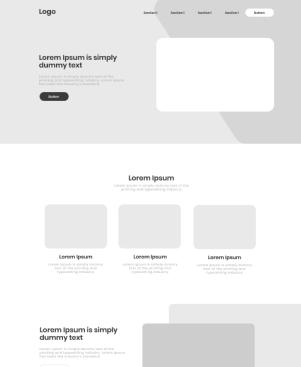 Logo
Section1 Section1 Section1 Section1 Button
Lorem Ipsum is simply
dummy text
Lorem Ipsum is simply dummy text of the
printing and typesetting industry. Lorem Ipsum
has been the industry's standard
Button
Lorem Ipsum
Lorem Ipsum is simply dummy text of the
printing and typesetting industry.
Lorem Ipsum Lorem Ipsum Lorem Ipsum
Lorem Ipsum is simply dummy Lorem Ipsum is simply dummy Lorem Ipsum is simply dummy
text of the printing and text of the printing and text of the printing and
typesetting industry. typesetting industry. typesetting industry.
Lorem Ipsum is simply
dummy text
Lorem Ipsum is simply dummy text of the
printing and typesetting industry. Lorem Ipsum